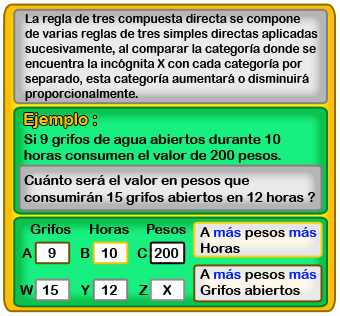 La regla de tres compuesta directa se compone
de varias reglas de tres simples directas aplicadas
sucesivamente, al comparar la categoría donde se
encuentra la incógnita X con cada categoría por
separado, esta categoría aumentará o disminuirá
proporcionalmente.
Ejemplo :
Si 9 grifos de agua abiertos durante 10
horas consumen el valor de 200 pesos.
Cuánto será el valor en pesos que
consumirán 15 grifos abiertos en 12 horas ?
Grifos Horas Pesos
A 9 B 10 C 200
W 15 Y 12 Z X
A más pesos más
Horas
A más pesos más
Grifos abiertos